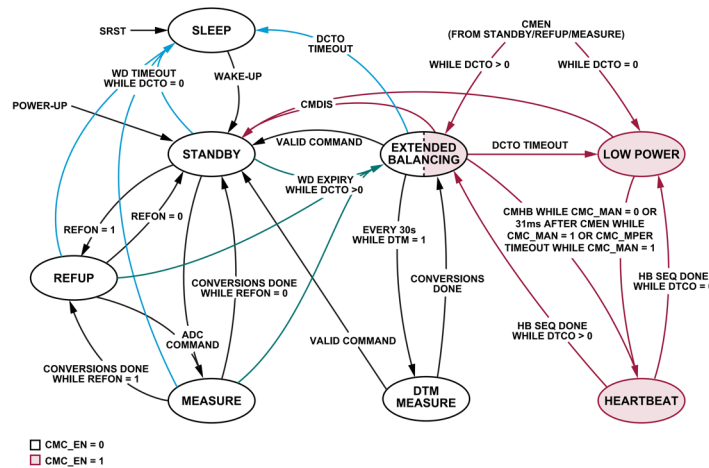 CMEN
(FROM STANDBY/REFUP/MEASURE)
SRST
SLEEP
DCTO
TIMEOUT
WHILE DCTO > 0
WHILE DCTO = 0
WD TIMEOUT
WHILE DCTO = 0
WAKE-UP
POWER-UP
CMDIS
VALID COMMAND
STANDBY
EXTENDED
BALANCING
DCTO TIMEOUT
LOW POWER
WD EXPIRY
WHILE DCTO >0
REFON = 1
REFON = 0
EVERY 30s
WHILE DTM = 1
CMHB WHILE CMC_MAN = 0 OR
31ms AFTER CMEN WHILE
CMC_MAN = 1 OR CMC_MPER
TIMEOUT WHILE CMC_MAN = 1
REFUP
CONVERSIONS DONE
WHILE REFON = 0
CONVERSIONS
DONE
HB SEQ DONE
WHILE DTCO = 0
ADC
COMMAND
VALID COMMAND
HB SEQ DONE
WHILE DTCO > 0
CONVERSIONS DONE
WHILE REFON = 1
MEASURE
DTM
MEASURE
HEARTBEAT
CMC_EN = 0
CMC_EN = 1